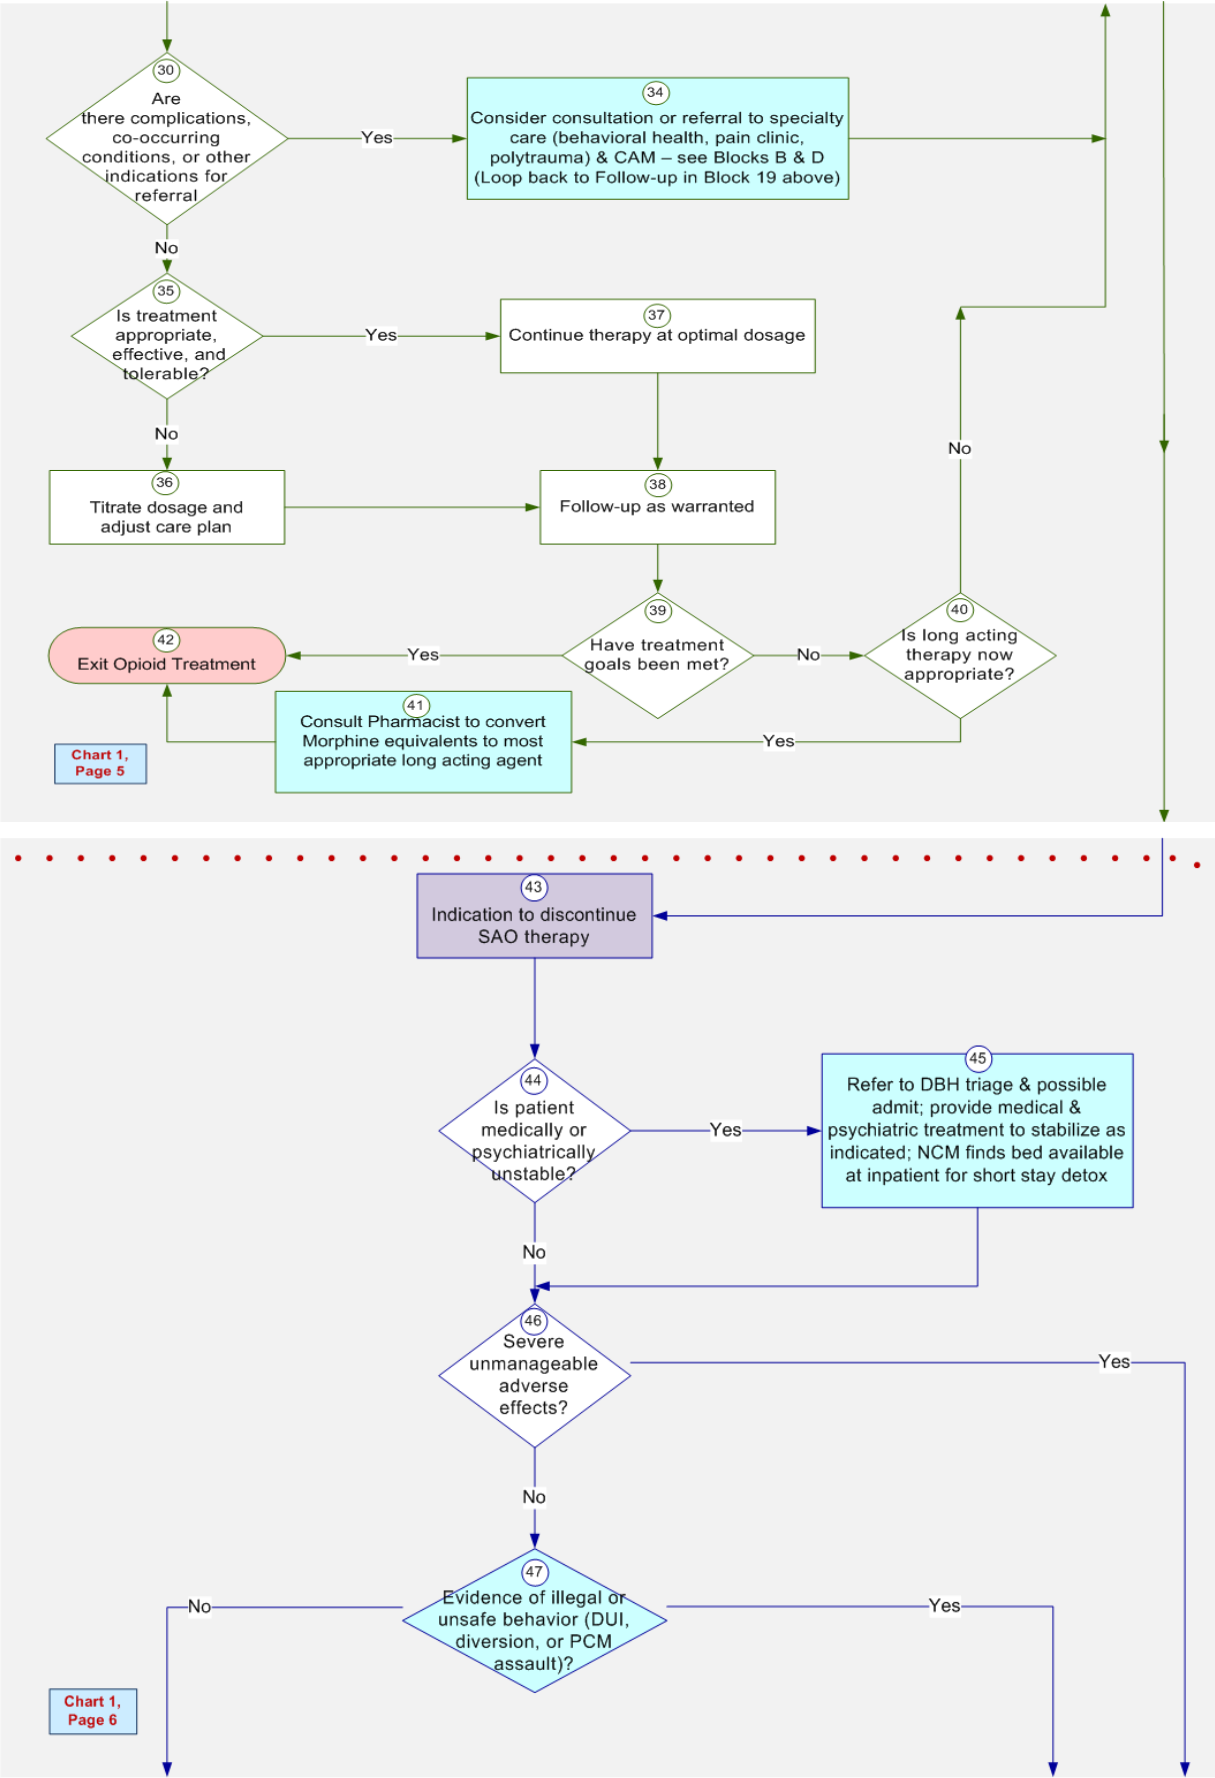 30
Are
there complications,
co-occurring
conditions, or other
indications for
referral
Yes
34
Consider consultation or referral to specialty
care (behavioral health, pain clinic,
polytrauma) & CAM – see Blocks B & D
(Loop back to Follow-up in Block 19 above)
No
35
Is treatment
appropriate,
effective, and
tolerable?
Yes
37
Continue therapy at optimal dosage
No
No
36
Titrate dosage and
adjust care plan
38
Follow-up as warranted
39
Have treatment
goals been met?
No
40
Is long acting
therapy now
appropriate?
Yes
42
Exit Opioid Treatment
41
Consult Pharmacist to convert
Morphine equivalents to most
appropriate long acting agent
Yes
Chart 1,
Page 5
43
Indication to discontinue
SAO therapy
44
Is patient
medically or
psychiatrically
unstable?
Yes
45
Refer to DBH triage & possible
admit; provide medical &
psychiatric treatment to stabilize as
indicated; NCM finds bed available
at inpatient for short stay detox
No
46
Severe
unmanageable
adverse
effects?
Yes
No
47
Evidence of illegal or
unsafe behavior (DUI,
diversion, or PCM
assault)?
No
Yes
Chart 1,
Page 6